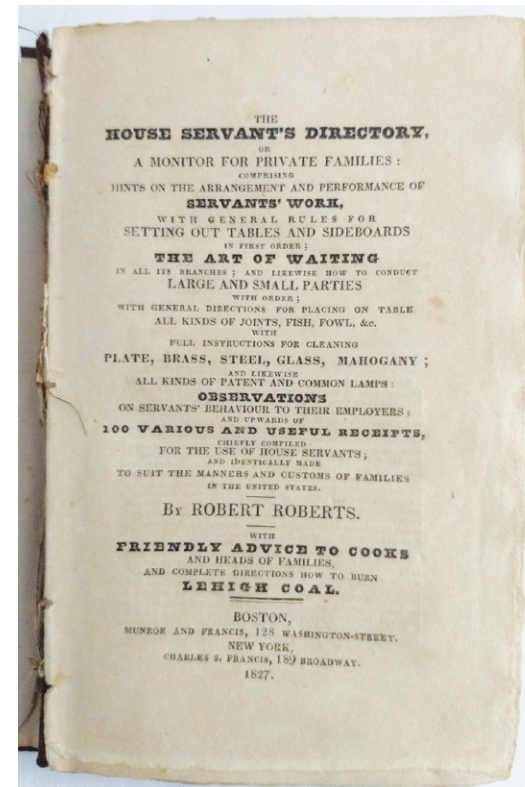 THE
HOUSE SERVANT'S DIRECTORY,
OR
A MONITOR FOR PRIVATE FAMILIES :
COMPRISING
HINTS ON THE ARRANGEMENT AND PERFORMANCE OF
SERVANTS' WORK,
WITH GENERAL RULES FOR
SETTING OUT TABLES AND SIDEBOARDS
IN FIRST ORDER ;
THE ART OF WAITING
IN ALL ITS BRANCHES ; AND LIKEWISE HOW TO CONDUCT
LARGE AND SMALL PARTIES
WITH ORDER ;
WITH GENERAL DIRECTIONS FOR PLACING ON TABLE
ALL KINDS OF JOINTS, FISH, FOWL, &c.
WITH
FULL INSTRUCTIONS FOR CLEANING
PLATE, BRASS, STEEL, GLASS, MAHOGANY ;
AND LIKEWISE
ALL KINDS OF PATENT AND COMMON LAMPS :
OBSERVATIONS
ON SERVANTS' BEHAVIOUR TO THEIR EMPLOYERS ;
AND UPWARDS OF
100 VARIOUS AND USEFUL RECEIPTS,
CHIEFLY COMPILED
FOR THE USE OF HOUSE SERVANTS ;
AND IDENTICALLY MADE
TO SUIT THE MANNERS AND CUSTOMS OF FAMILIES
IN THE UNITED STATES.
By ROBERT ROBERTS.
WITH
FRIENDLY ADVICE TO COOKS
AND HEADS OF FAMILIES,
AND COMPLETE DIRECTIONS HOW TO BURN
LEHIGH COAL.
BOSTON,
MUNROE AND FRANCIS, 128 WASHINGTON-STREET.
NEW YORK,
CHARLES S. FRANCIS, 189 BROADWAY.
1827.